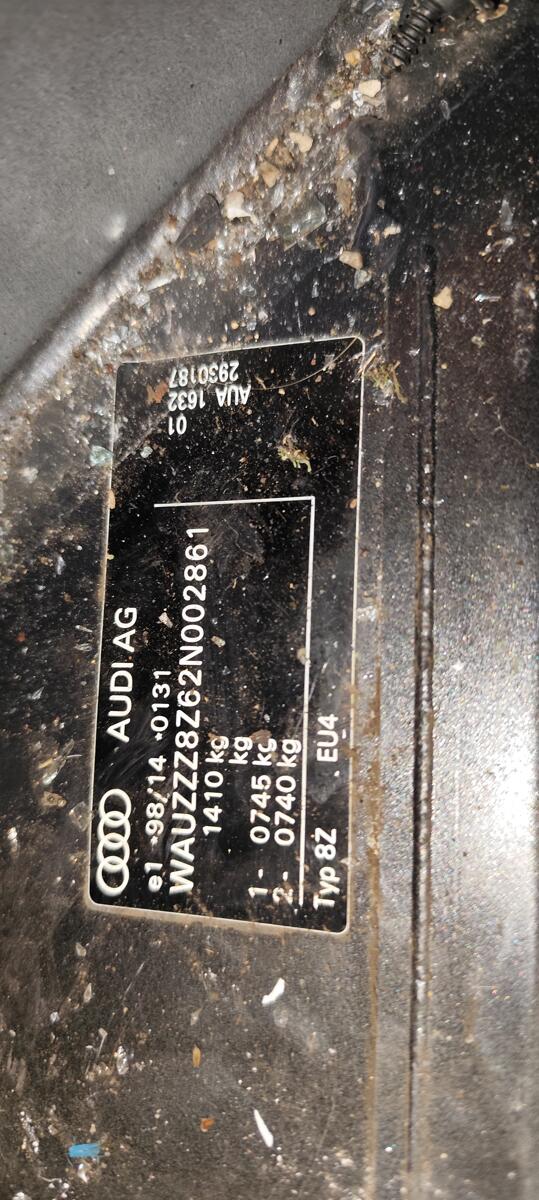 AUDI AG
e1 *98/14 *0131
WAUZZZ8Z62N002861
1410 kg
kg
1- 0745 kg
2- 0740 kg
Typ 8Z . EU4
01
AUA 1632
2930187